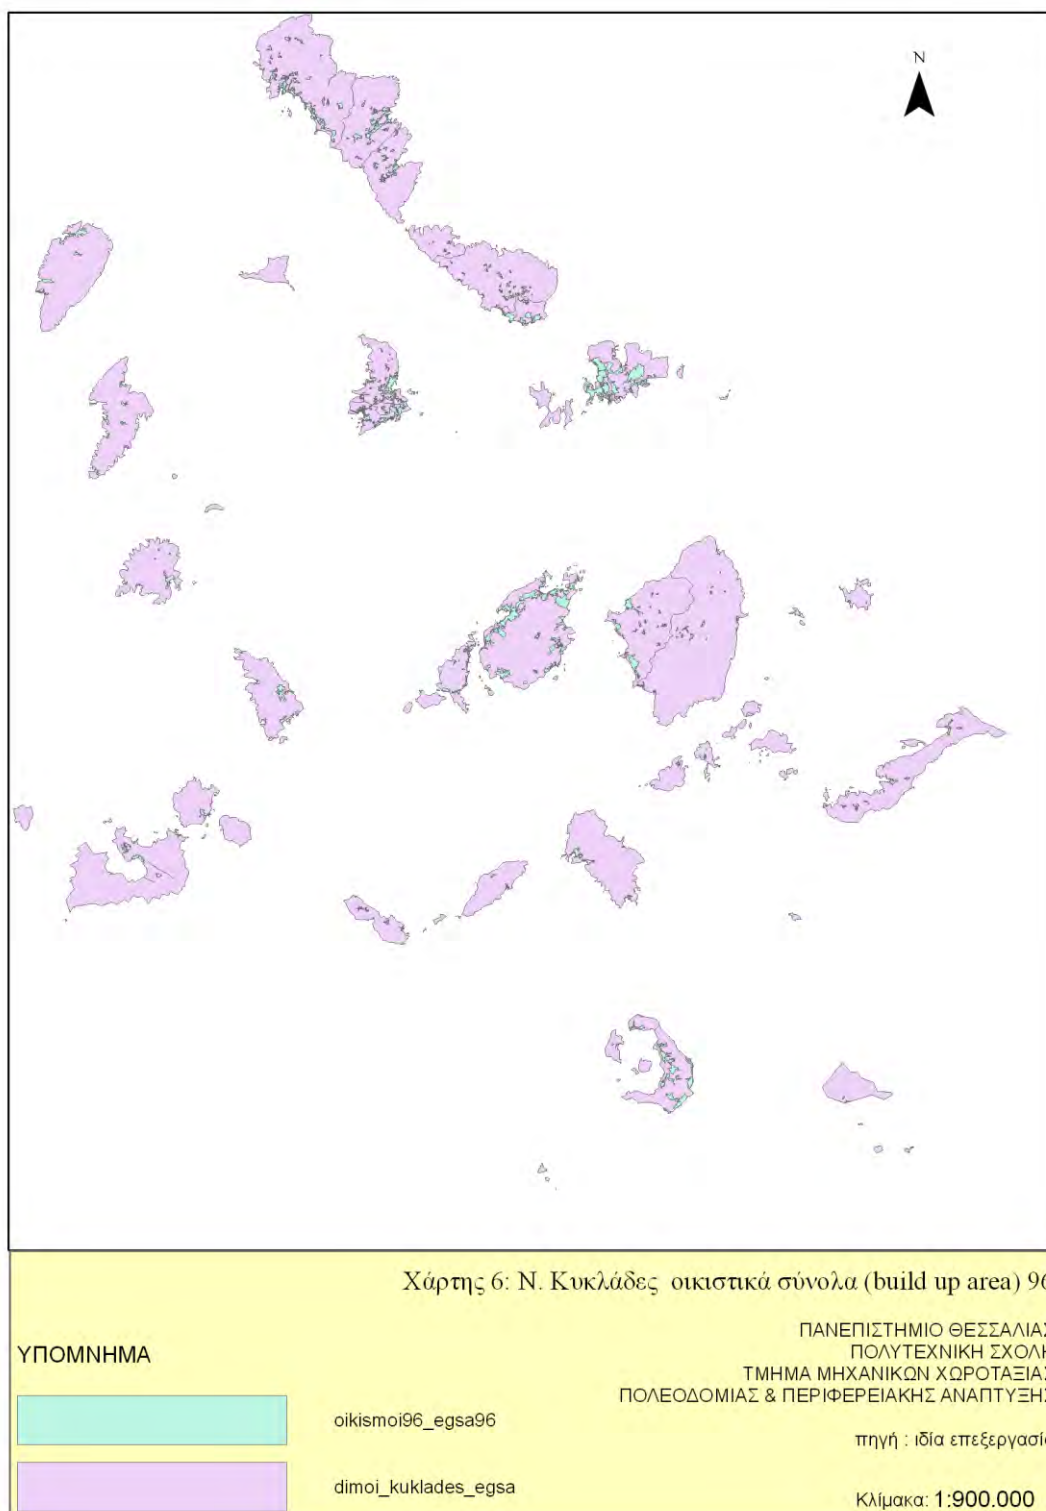 N
Χάρτης 6: Ν. Κυκλάδες οικιστικά σύνολα (build up area) 96
ΠΑΝΕΠΙΣΤΗΜΙΟ ΘΕΣΣΑΛΙΑΣ
ΠΟΛΥΤΕΧΝΙΚΗ ΣΧΟΛΗ
ΤΜΗΜΑ ΜΗΧΑΝΙΚΩΝ ΧΩΡΟΤΑΞΙΑΣ
ΠΟΛΕΟΔΟΜΙΑΣ & ΠΕΡΙΦΕΡΕΙΑΚΗΣ ΑΝΑΠΤΥΞΗΣ
ΥΠΟΜΝΗΜΑ
oikismoi96_egsa96
πηγή : ιδία επεξεργασία
dimoi_kuklades_egsa
Κλίμακα: 1:900.000